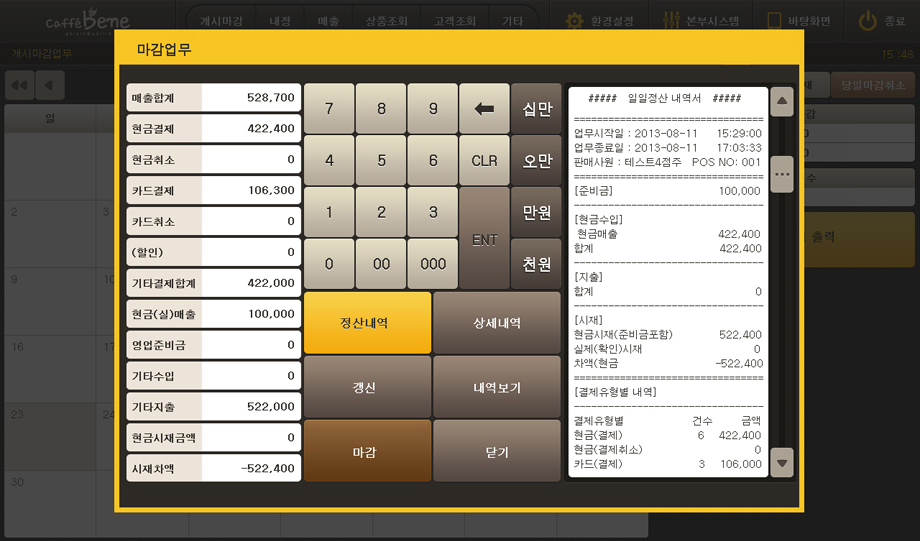 caffé bene
개시마감 내점 매출 상품조회 고객조회 기타 환경설정 본부시스템 바탕화면 종료
개시마감업무 15:48
마감업무
당일마감취소
일
2 3
9 10
16 17
23 24
30
출력
매출합계 528,700
현금결제 422,400
현금취소 0
카드결제 106,300
카드취소 0
(할인) 0
기타결제합계 422,000
현금(실)매출 100,000
영업준비금 0
기타수입 0
기타지출 522,000
현금시재금액 0
시재차액 -522,400
7 8 9 십만
4 5 6 CLR 오만
1 2 3 ENT 만원
0 00 000 천원
정산내역 상세내역
갱신 내역보기
마감 닫기
##### 일일정산 내역서 #####
==============================
업무시작일 : 2013-08-11 15:29:00
업무종료일 : 2013-08-11 17:03:33
판매사원 : 테스트4점주 POS NO: 001
==============================
[준비금] 100,000
------------------------------
[현금수입]
현금매출 422,400
합계 422,400
------------------------------
[지출]
합계 0
------------------------------
[시재]
현금시재(준비금포함) 522,400
실제(확인)시재 0
차액(현금 -522,400
==============================
[결제유형별 내역]
------------------------------
결제유형별 건수 금액
현금(결제) 6 422,400
현금(결제취소) 0
카드(결제) 3 106,000